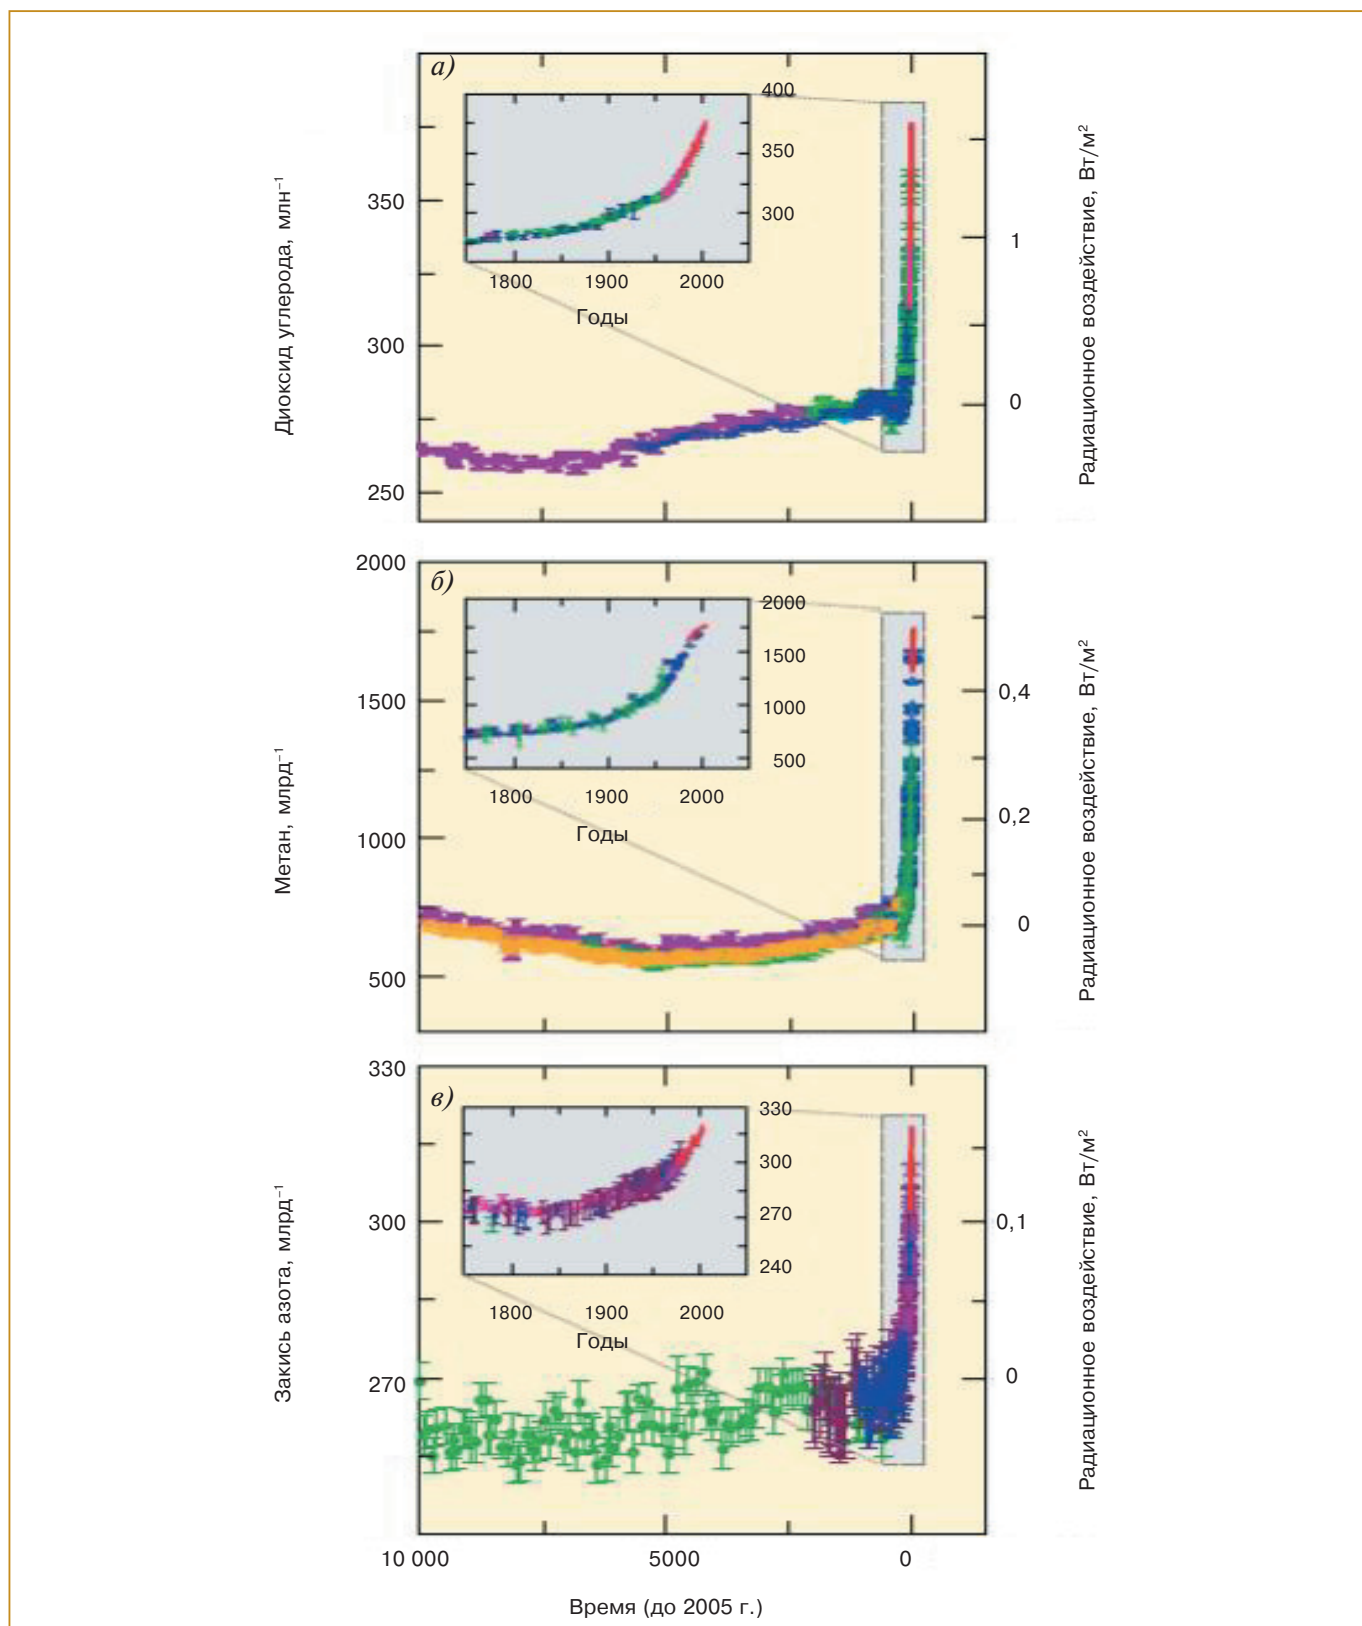 а)
400
350
300
1800 1900 2000
Годы
350
300
250
1
0
Диоксид углерода, млн⁻¹
Радиационное воздействие, Вт/м²
б)
2000
1500
1000
500
2000
1500
1000
500
1800 1900 2000
Годы
0,4
0,2
0
Метан, млрд⁻¹
Радиационное воздействие, Вт/м²
в)
330
300
270
330
300
270
240
1800 1900 2000
Годы
0,1
0
Закись азота, млрд⁻¹
Радиационное воздействие, Вт/м²
10 000 5000 0
Время (до 2005 г.)